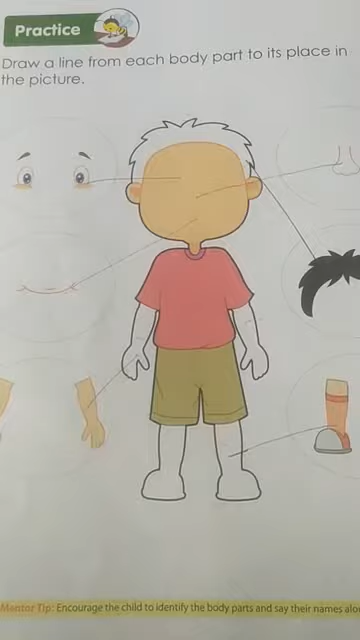 Practice
Draw a line from each body part to its place in
the picture.
Mentor Tip: Encourage the child to identify the body parts and say their names